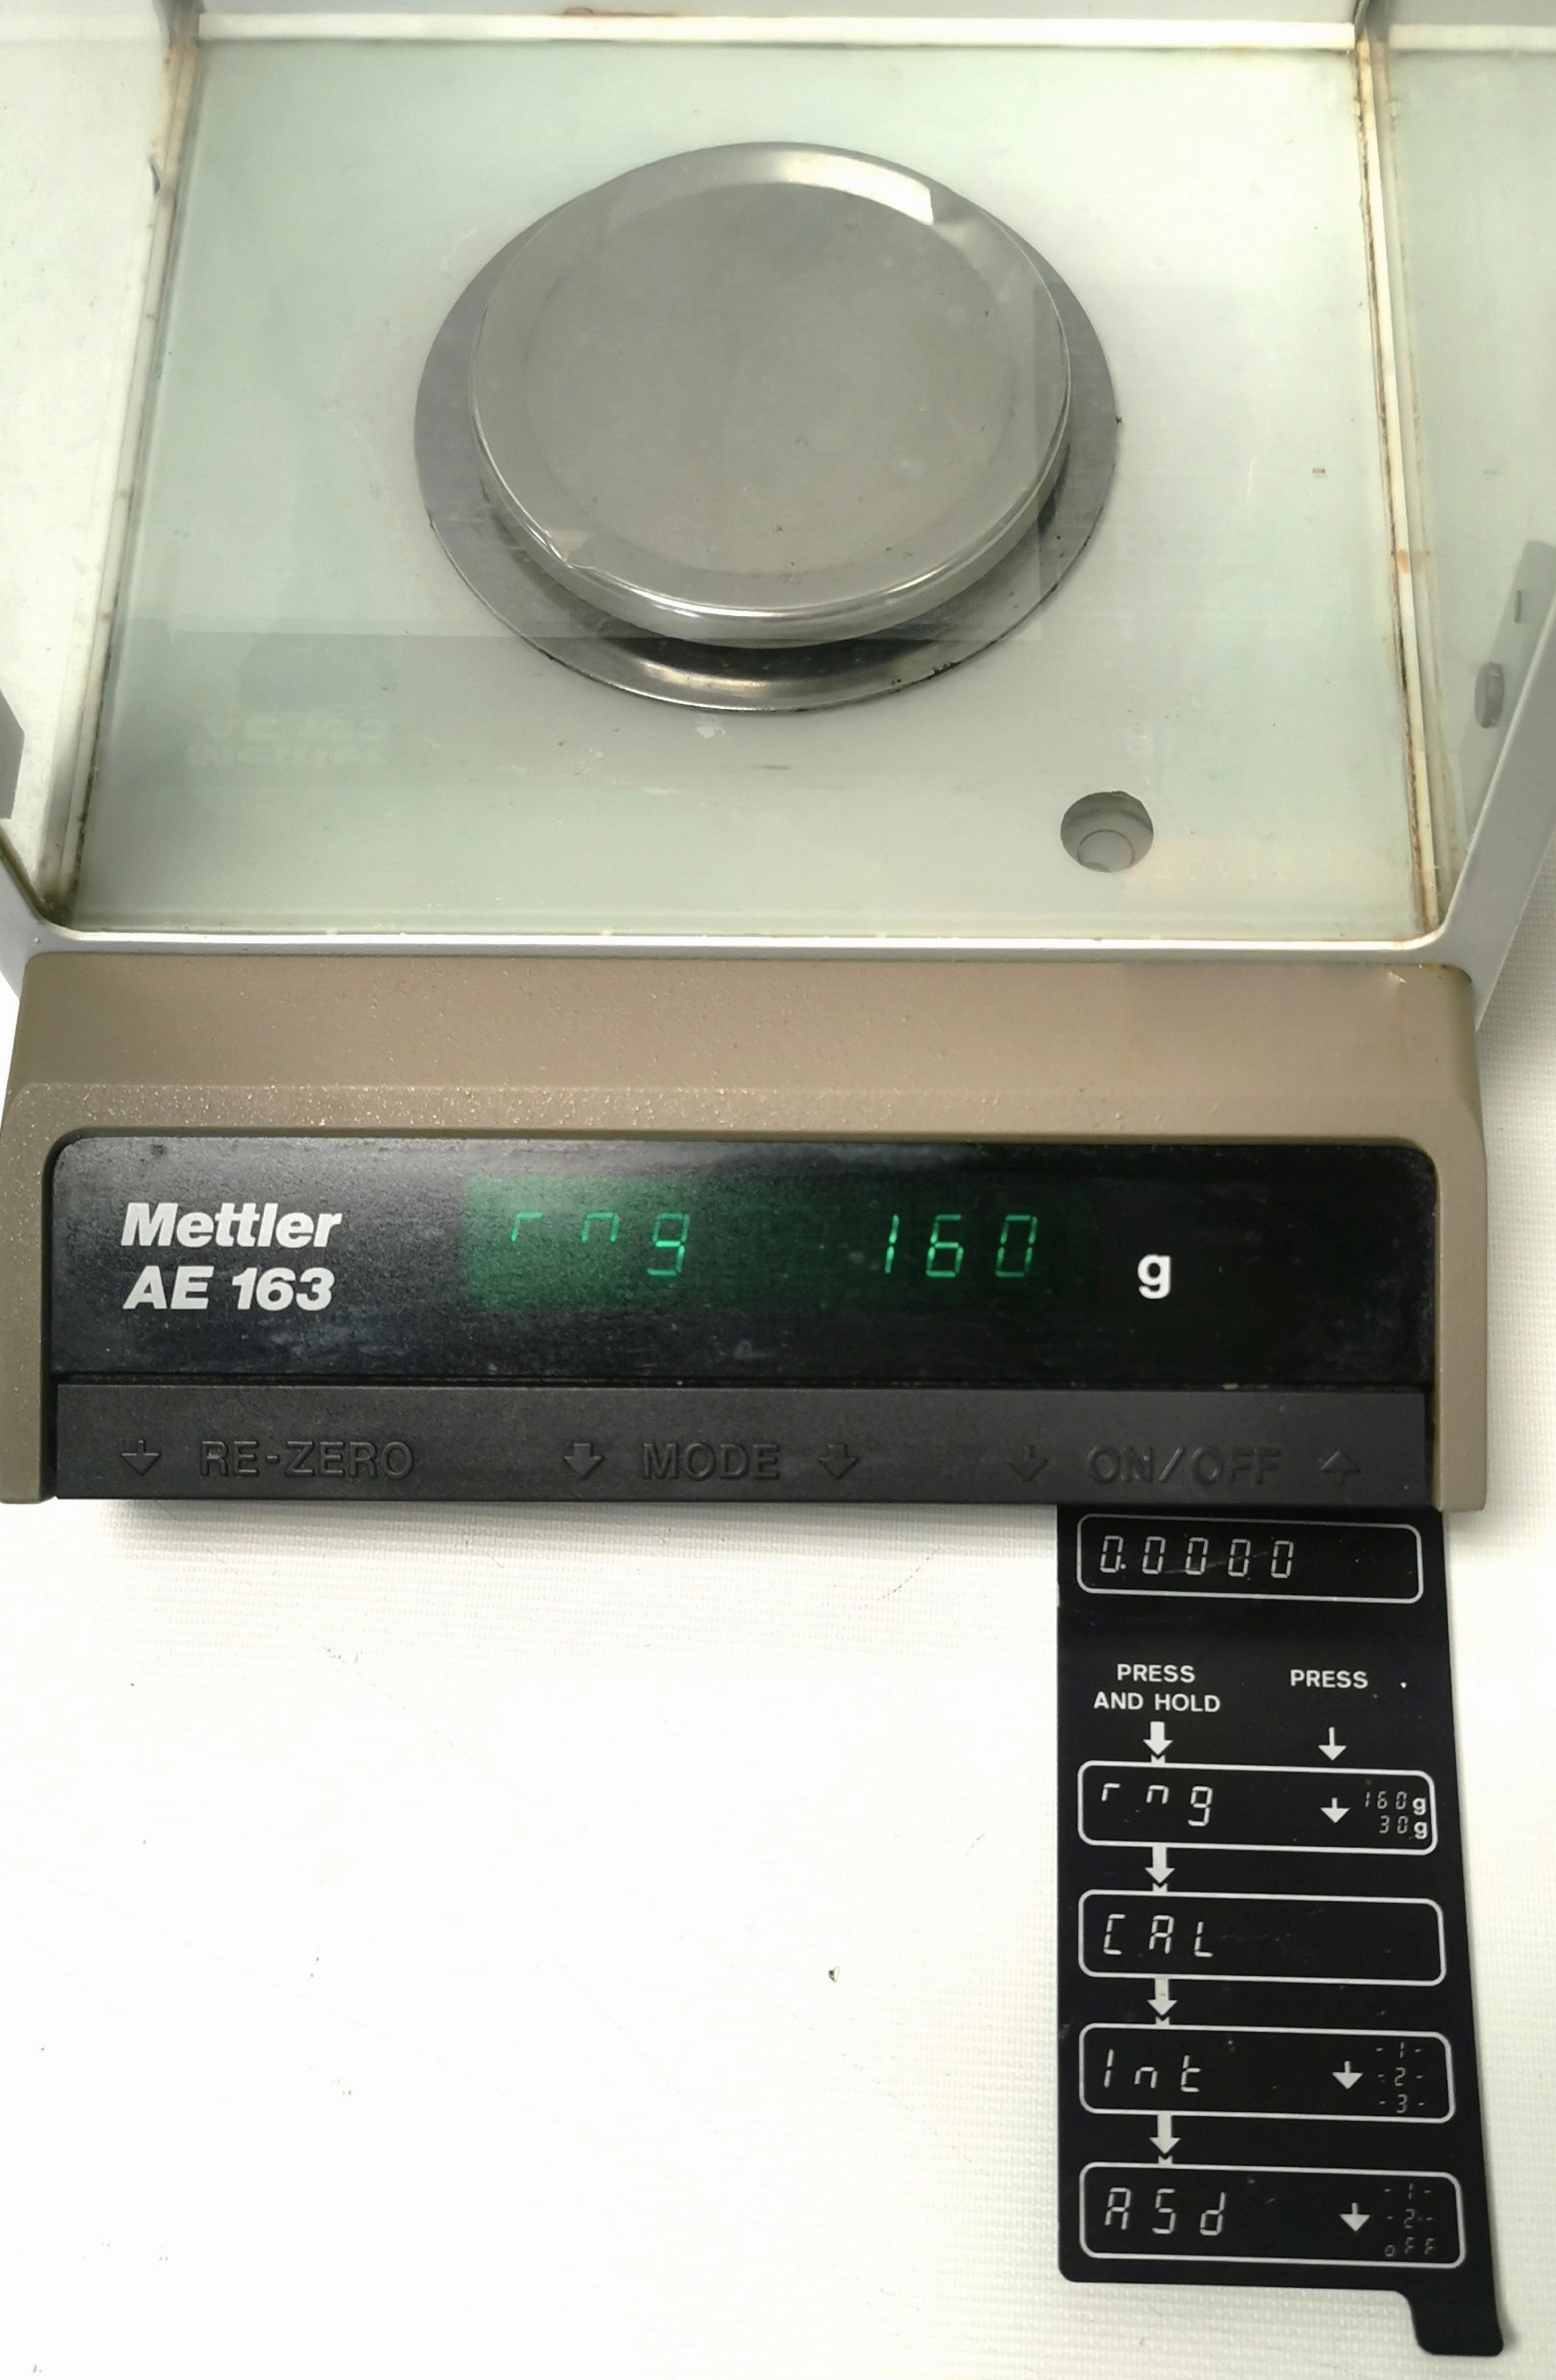 Mettler
AE 163
rng 160 g
RE-ZERO MODE ON/OFF
0.0000
PRESS AND HOLD
PRESS
rng 160g
30g
CAL
Int -1-
-2-
-3-
ASd -1-
-2-
oFF